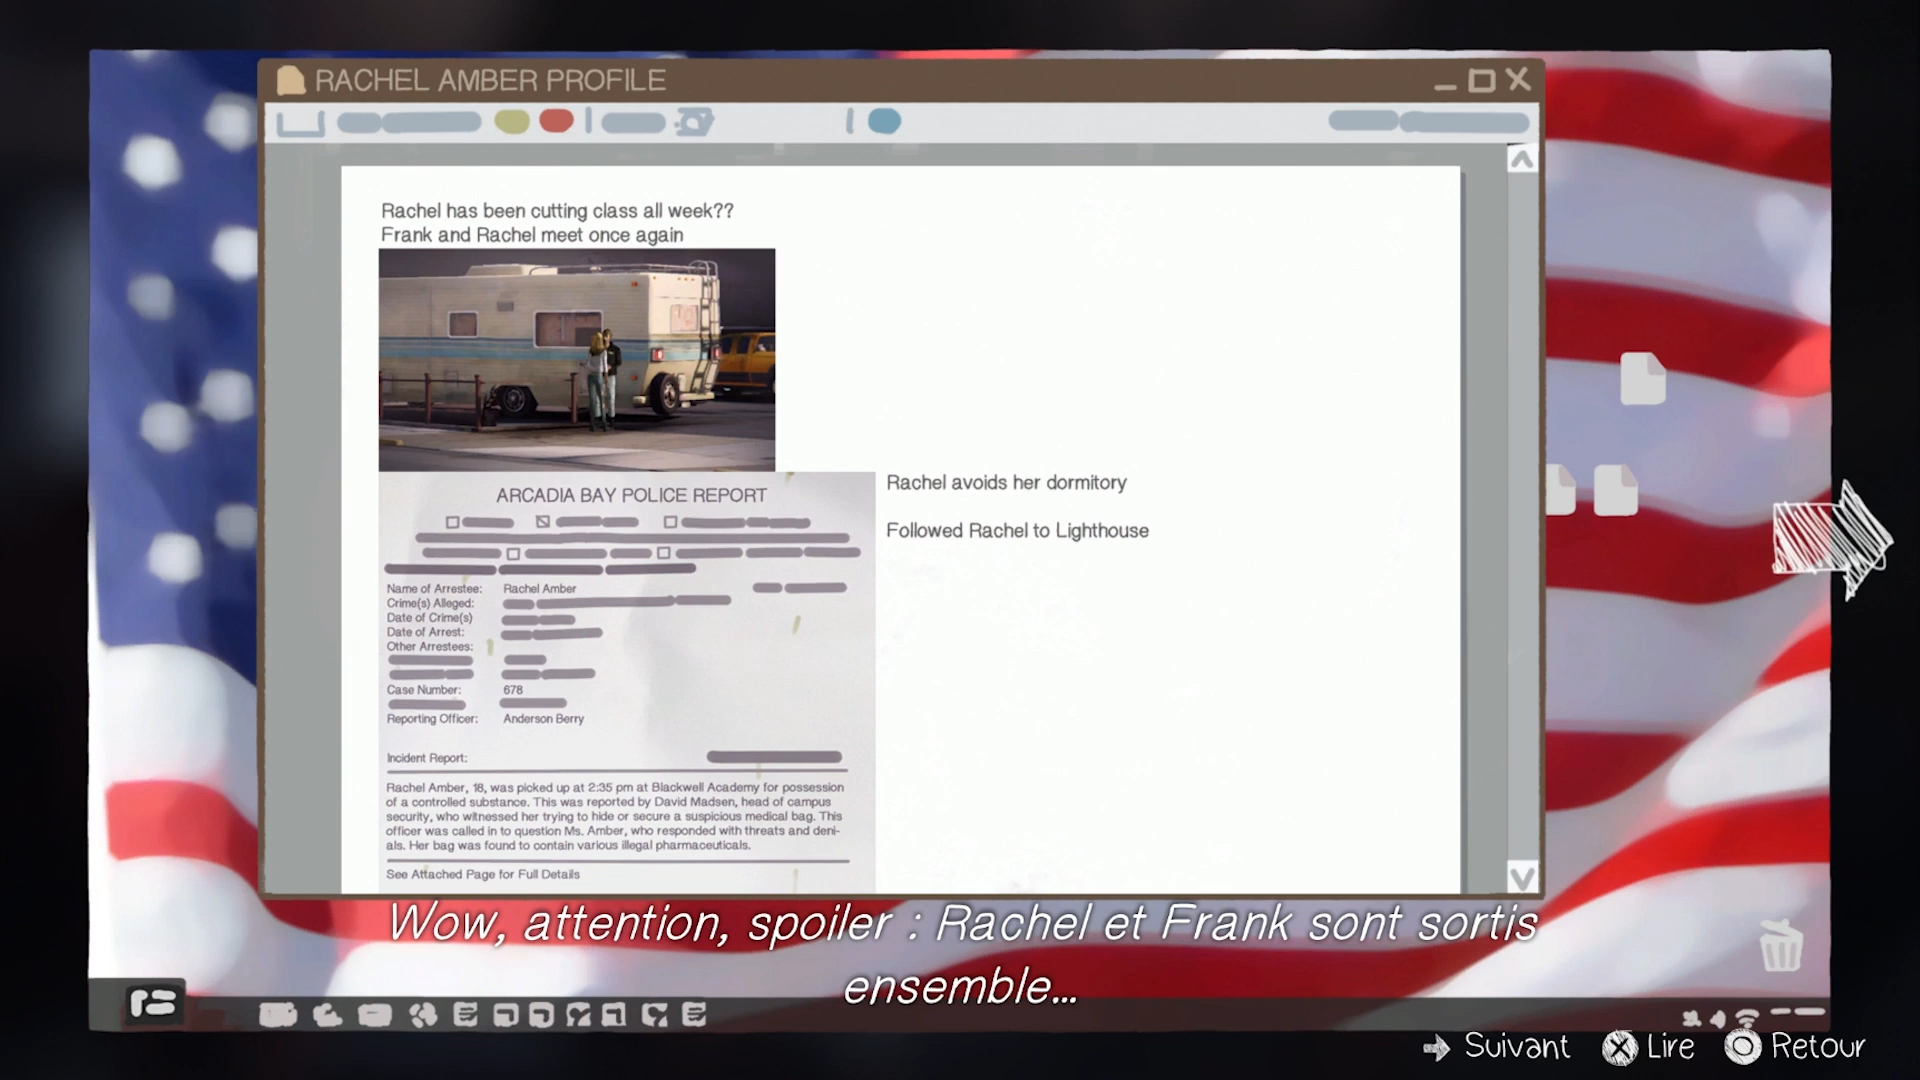 RACHEL AMBER PROFILE
Rachel has been cutting class all week??
Frank and Rachel meet once again
Rachel avoids her dormitory
Followed Rachel to Lighthouse
ARCADIA BAY POLICE REPORT
Name of Arrestee: Rachel Amber
Crime(s) Alleged:
Date of Crime(s)
Date of Arrest:
Other Arrestees:
Case Number: 678
Reporting Officer: Anderson Berry
Incident Report:
Rachel Amber, 18, was picked up at 2:35 pm at Blackwell Academy for possession
of a controlled substance. This was reported by David Madsen, head of campus
security, who witnessed her trying to hide or secure a suspicious medical bag. This
officer was called in to question Ms. Amber, who responded with threats and deni-
als. Her bag was found to contain various illegal pharmaceuticals.
See Attached Page for Full Details
Wow, attention, spoiler : Rachel et Frank sont sortis
ensemble...
Suivant Lire Retour